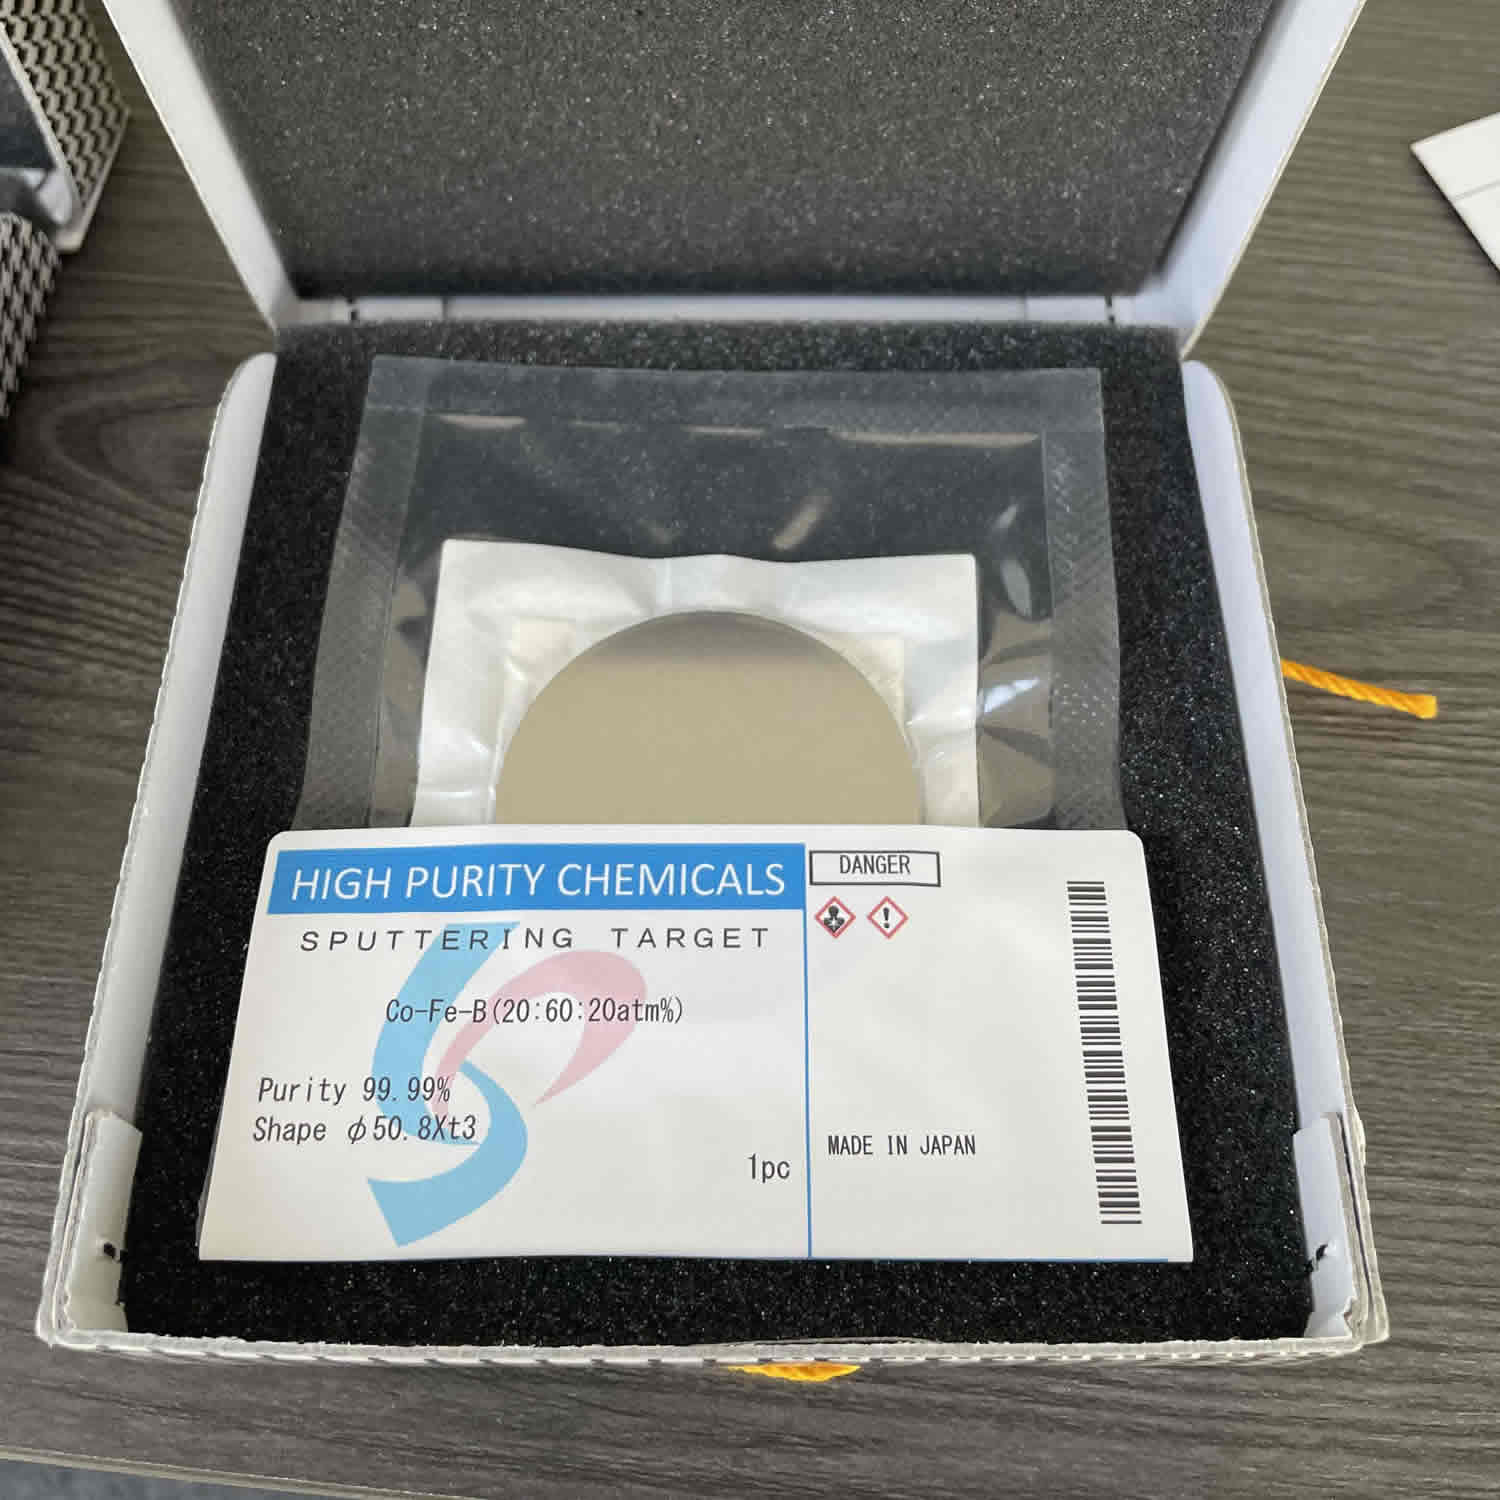 HIGH PURITY CHEMICALS
SPUTTERING TARGET
Co-Fe-B(20:60:20atm%)
Purity 99.99%
Shape φ50.8Xt3
1pc
DANGER
MADE IN JAPAN